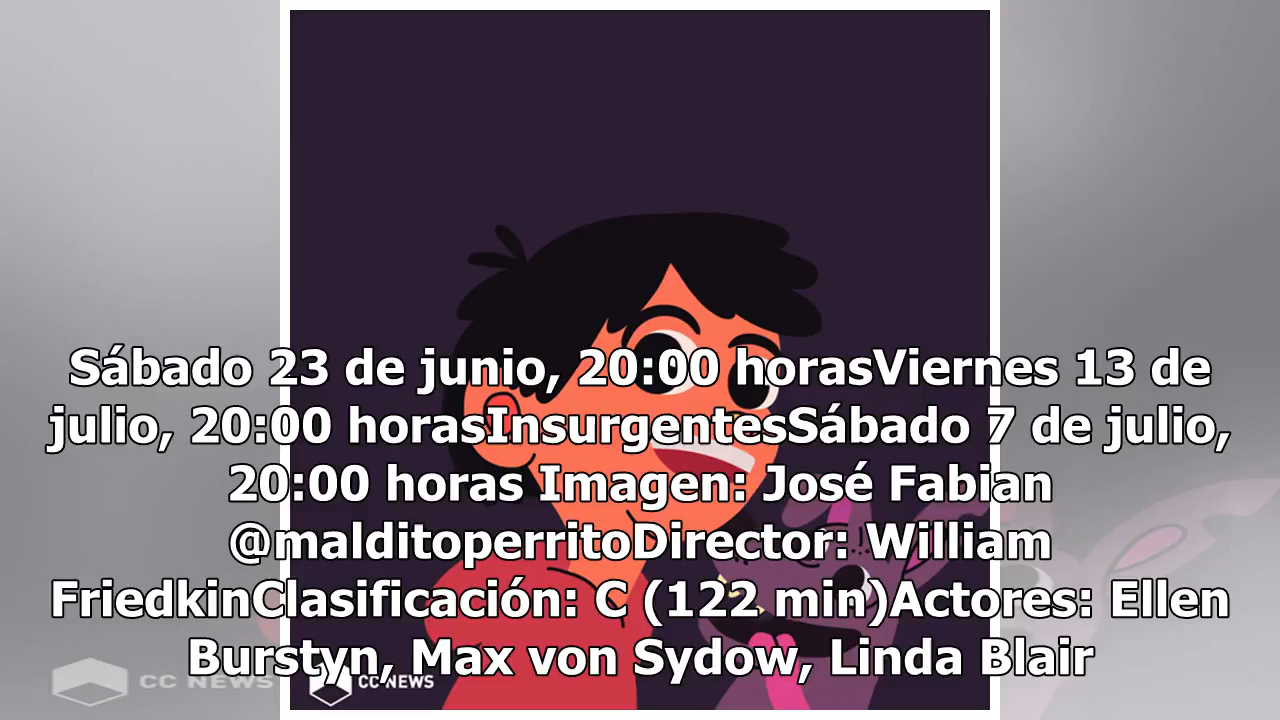 Sábado 23 de junio, 20:00 horasViernes 13 de
julio, 20:00 horasInsurgentesSábado 7 de julio,
20:00 horas Imagen: José Fabian
@malditoperritoDirector: William
FriedkinClasificación: C (122 min)Actores: Ellen
Burstyn, Max von Sydow, Linda Blair
CC NEWS
CC NEWS